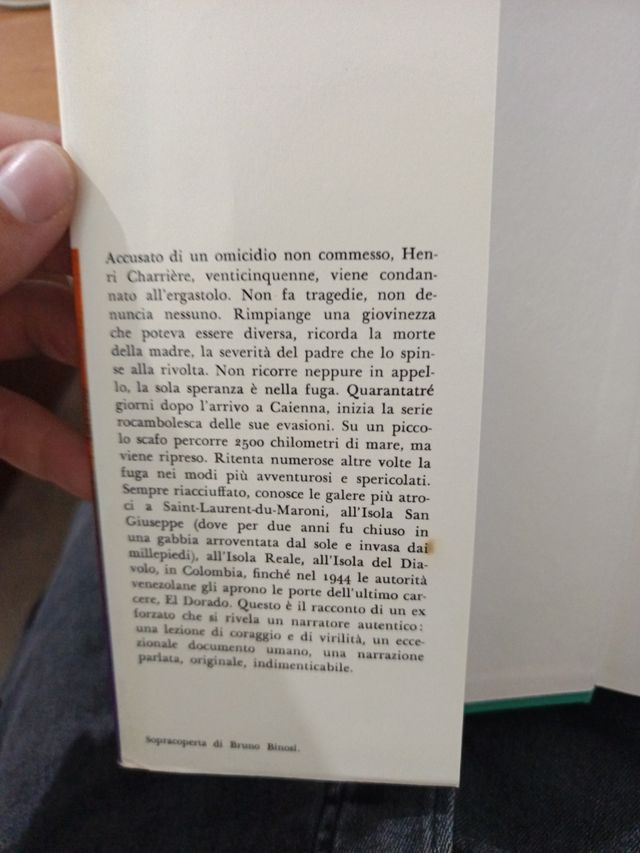 Accusato di un omicidio non commesso, Hen-
ri Charrière, venticinquenne, viene condan-
nato all'ergastolo. Non fa tragedie, non de-
nuncia nessuno. Rimpiange una giovinezza
che poteva essere diversa, ricorda la morte
della madre, la severità del padre che lo spin-
se alla rivolta. Non ricorre neppure in appel-
lo, la sola speranza è nella fuga. Quarantatré
giorni dopo l'arrivo a Caienna, inizia la serie
rocambolesca delle sue evasioni. Su un picco-
lo scafo percorre 2500 chilometri di mare, ma
viene ripreso. Ritenta numerose altre volte la
fuga nei modi più avventurosi e spericolati.
Sempre riacciuffato, conosce le galere più atro-
ci a Saint-Laurent-du-Maroni, all'Isola San
Giuseppe (dove per due anni fu chiuso in
una gabbia arroventata dal sole e invasa dai
millepiedi), all'Isola Reale, all'Isola del Dia-
volo, in Colombia, finché nel 1944 le autorità
venezolane gli aprono le porte dell'ultimo car-
cere, El Dorado. Questo è il racconto di un ex
forzato che si rivela un narratore autentico:
una lezione di coraggio e di virilità, un ecce-
zionale documento umano, una narrazione
parlata, originale, indimenticabile.
Sopracoperta di Bruno Binosi.